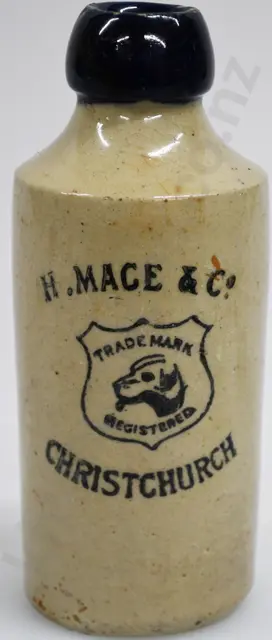 H. MACE & Co.
TRADE MARK
REGISTERED
CHRISTCHURCH